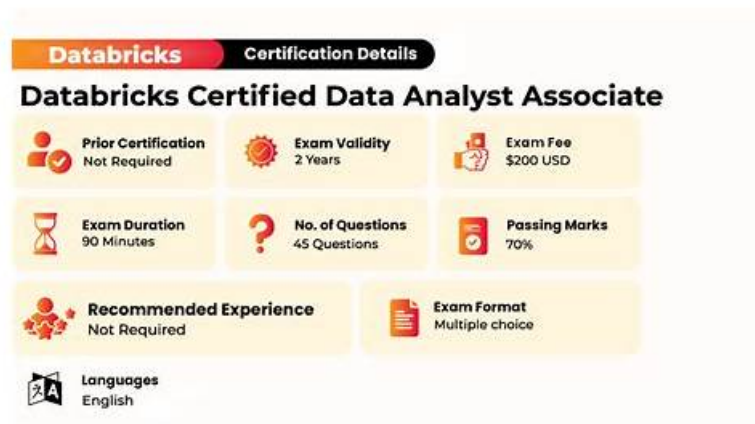 Databricks Certification Details
Databricks Certified Data Analyst Associate
Prior Certification
Not Required
Exam Validity
2 Years
Exam Fee
$200 USD
Exam Duration
90 Minutes
No. of Questions
45 Questions
Passing Marks
70%
Recommended Experience
Not Required
Exam Format
Multiple choice
Languages
English